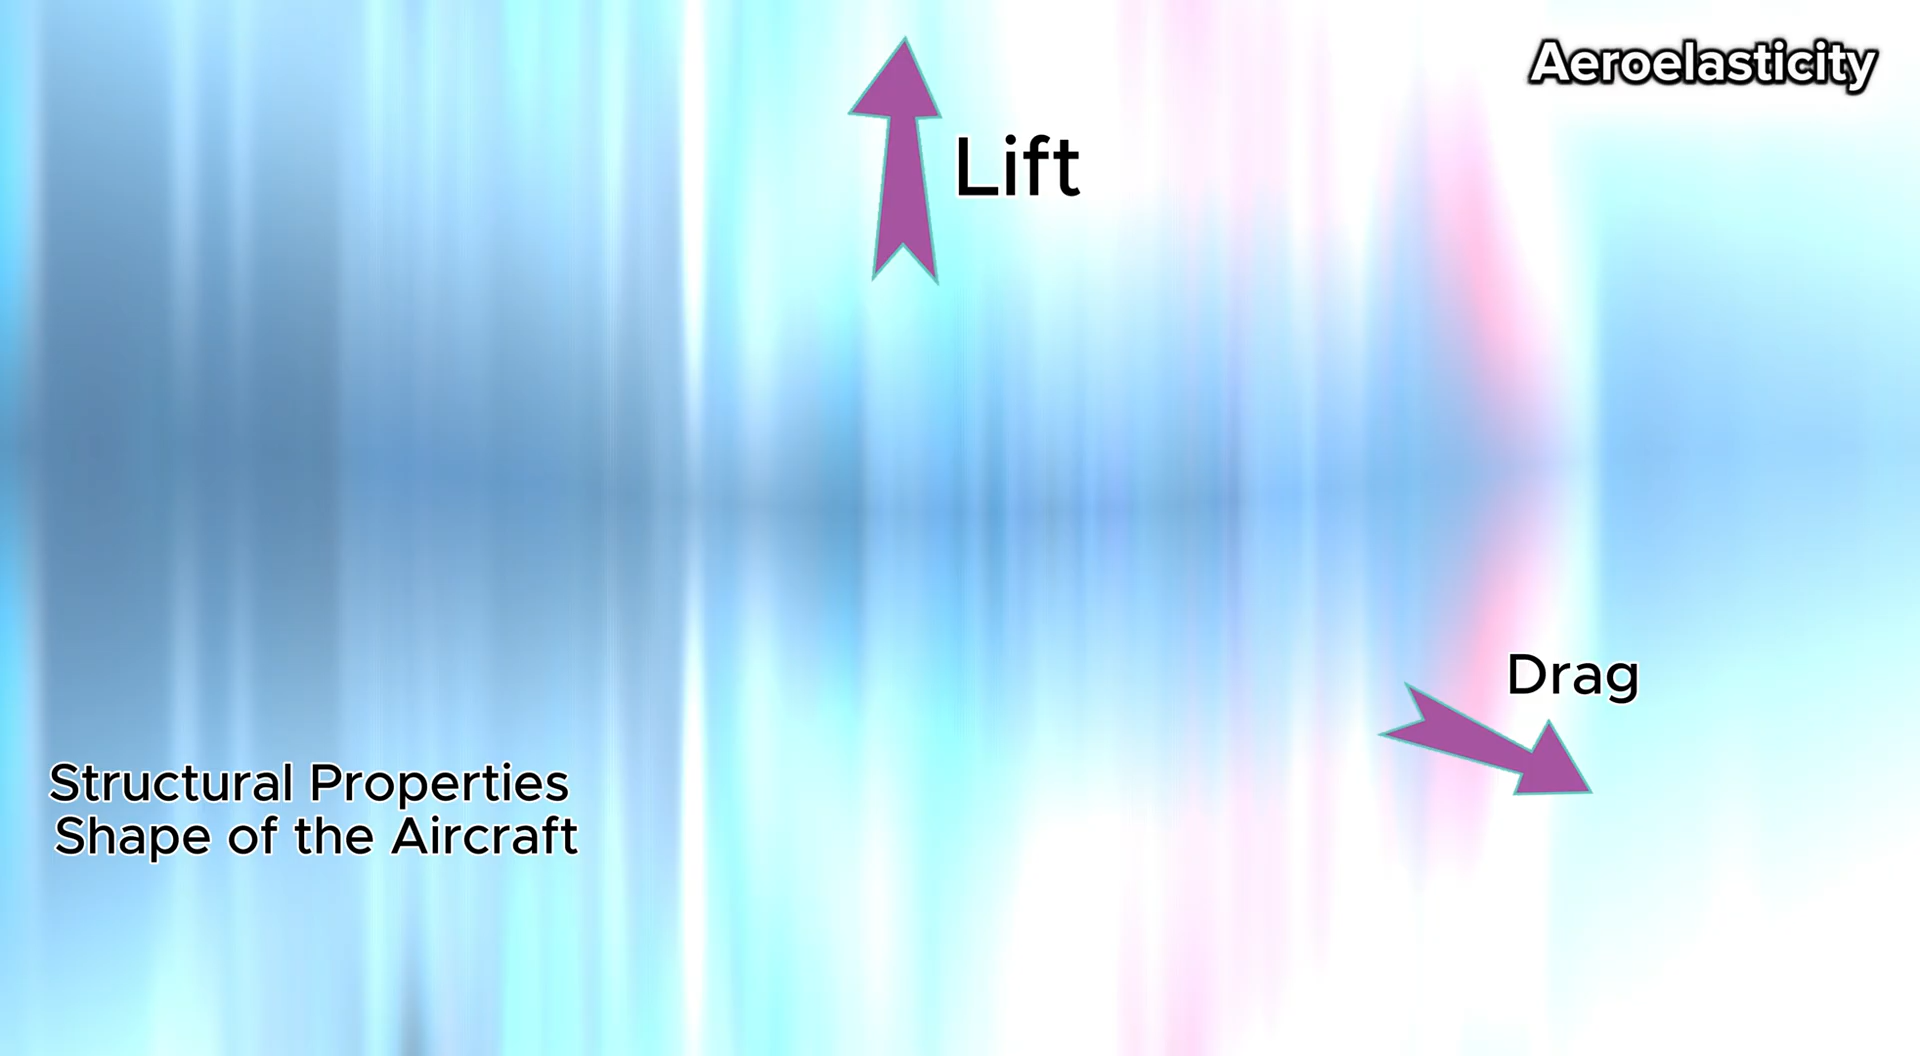 Aeroelasticity
Lift
Drag
Structural Properties
Shape of the Aircraft